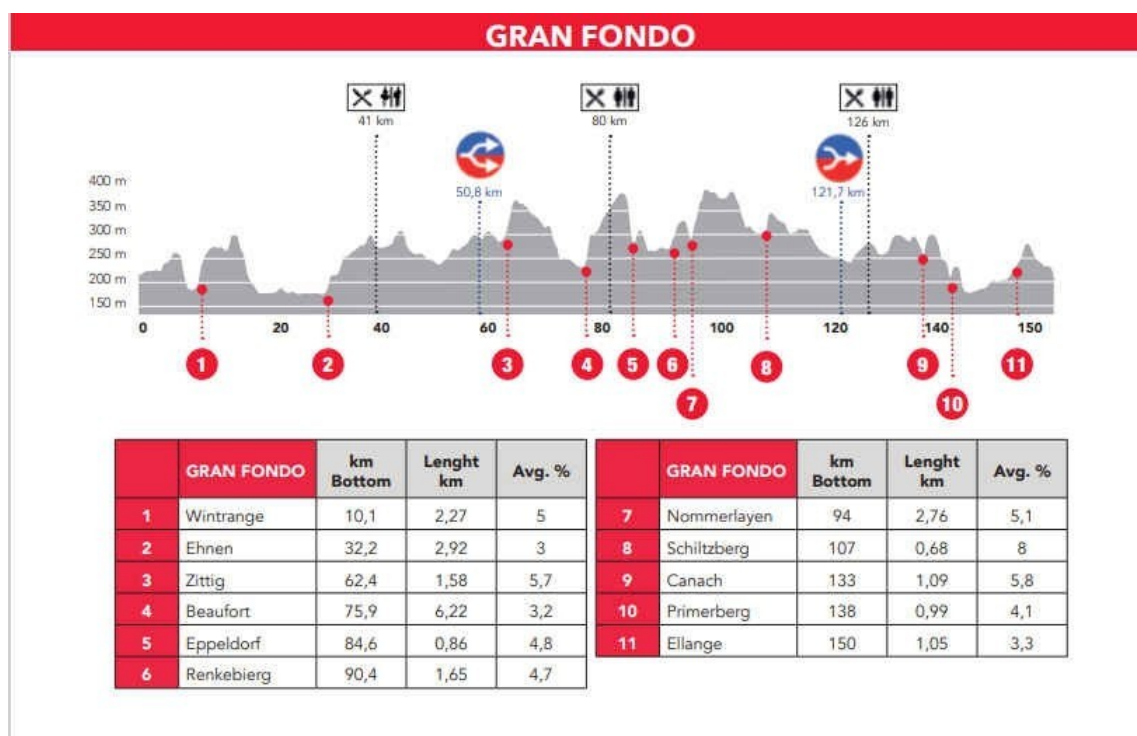 GRAN FONDO
41 km
80 km
126 km
50,8 km
121,7 km
400 m
350 m
300 m
250 m
200 m
150 m
0 20 40 60 80 100 120 140 150
1 2 3 4 5 6 8 9 11
7 10
GRAN FONDO km Bottom Lenght km Avg. %
1 Wintrange 10,1 2,27 5
2 Ehnen 32,2 2,92 3
3 Zittig 62,4 1,58 5,7
4 Beaufort 75,9 6,22 3,2
5 Eppeldorf 84,6 0,86 4,8
6 Renkebierg 90,4 1,65 4,7
GRAN FONDO km Bottom Lenght km Avg. %
7 Nommerlayen 94 2,76 5,1
8 Schiltzberg 107 0,68 8
9 Canach 133 1,09 5,8
10 Primerberg 138 0,99 4,1
11 Ellange 150 1,05 3,3